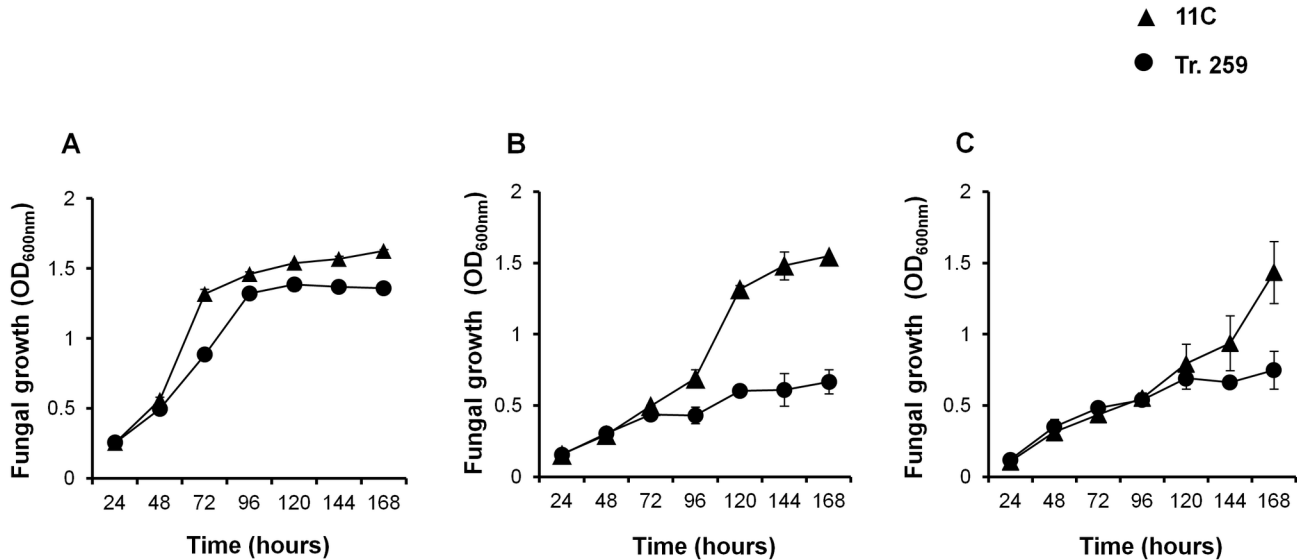 11C
Tr. 259
A
Fungal growth (OD600nm)
2
1.5
1
0.5
0
24 48 72 96 120 144 168
Time (hours)
B
Fungal growth (OD600nm)
2
1.5
1
0.5
0
24 48 72 96 120 144 168
Time (hours)
C
Fungal growth (OD600nm)
2
1.5
1
0.5
0
24 48 72 96 120 144 168
Time (hours)